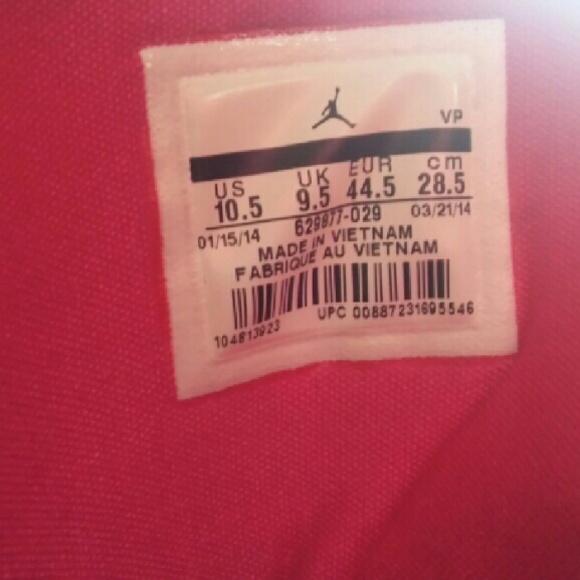 VP
US UK EUR cm
10.5 9.5 44.5 28.5
01/15/14 629877-029 03/21/14
MADE IN VIETNAM
FABRIQUE AU VIETNAM
104813923 UPC 00887231695546